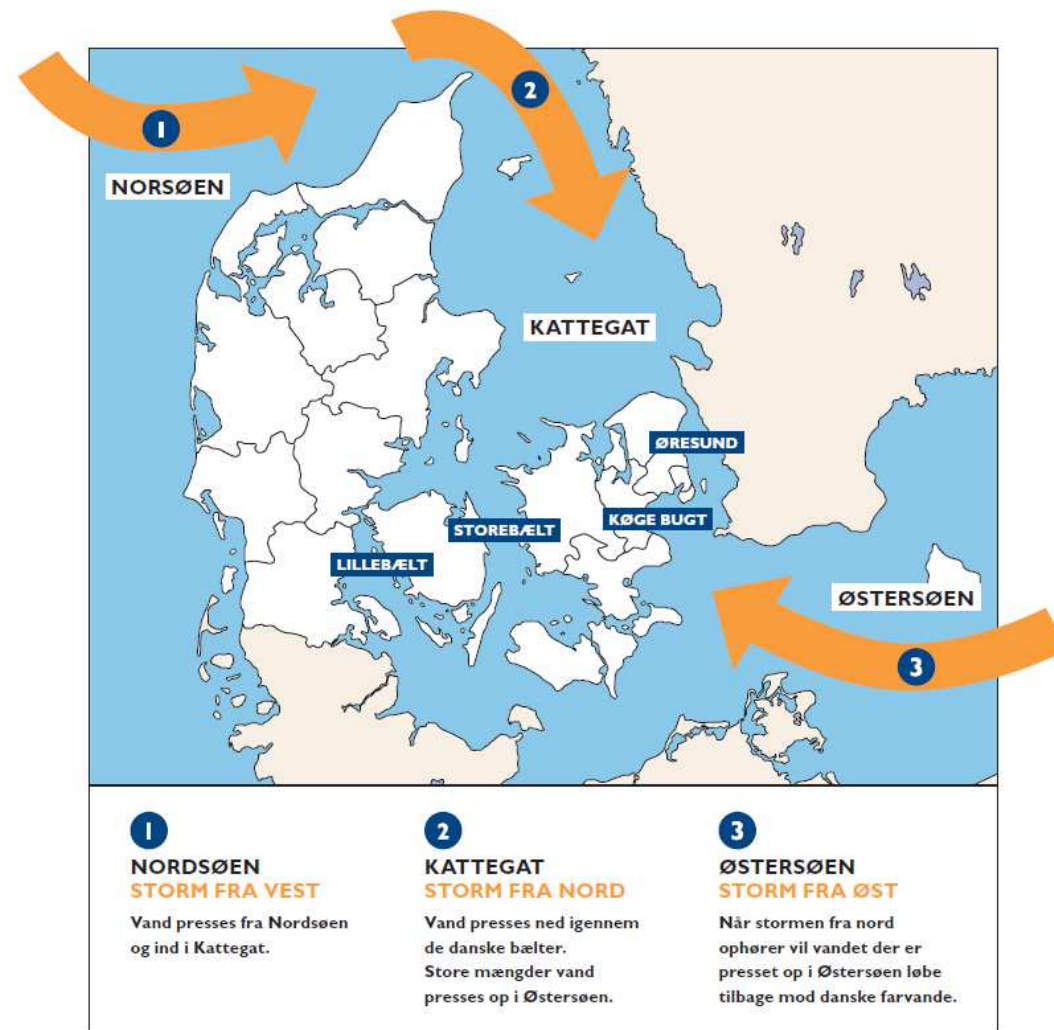 1
2
NORSØEN
KATTEGAT
ØRESUND
KØGE BUGT
STOREBÆLT
LILLEBÆLT
ØSTERSØEN
3
1
NORDSØEN
STORM FRA VEST
Vand presses fra Nordsøen
og ind i Kattegat.
2
KATTEGAT
STORM FRA NORD
Vand presses ned igennem
de danske bælter.
Store mængder vand
presses op i Østersøen.
3
ØSTERSØEN
STORM FRA ØST
Når stormen fra nord
ophører vil vandet der er
presset op i Østersøen løbe
tilbage mod danske farvande.